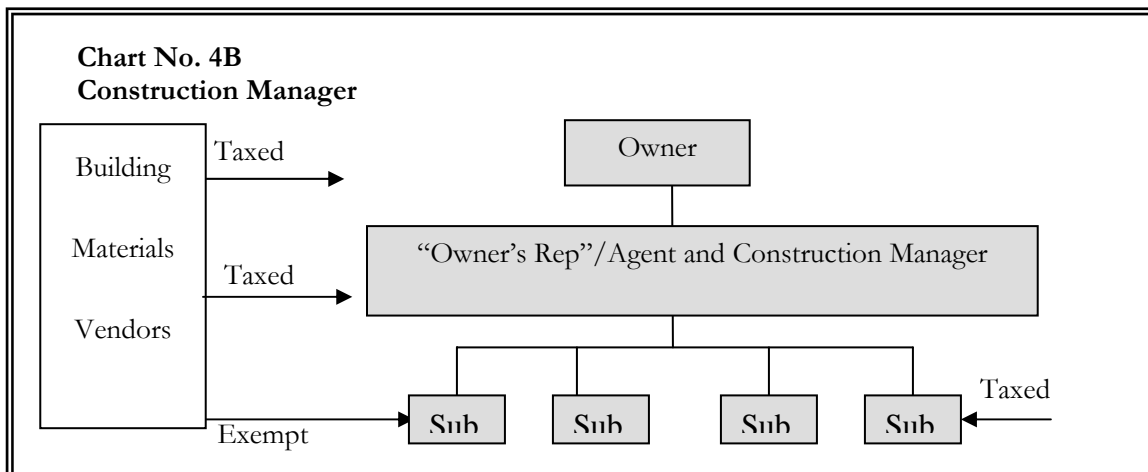 Chart No. 4B
Construction Manager
Building
Materials
Vendors
Taxed
Taxed
Exempt
Owner
“Owner’s Rep”/Agent and Construction Manager
Sub
Sub
Sub
Sub
Taxed